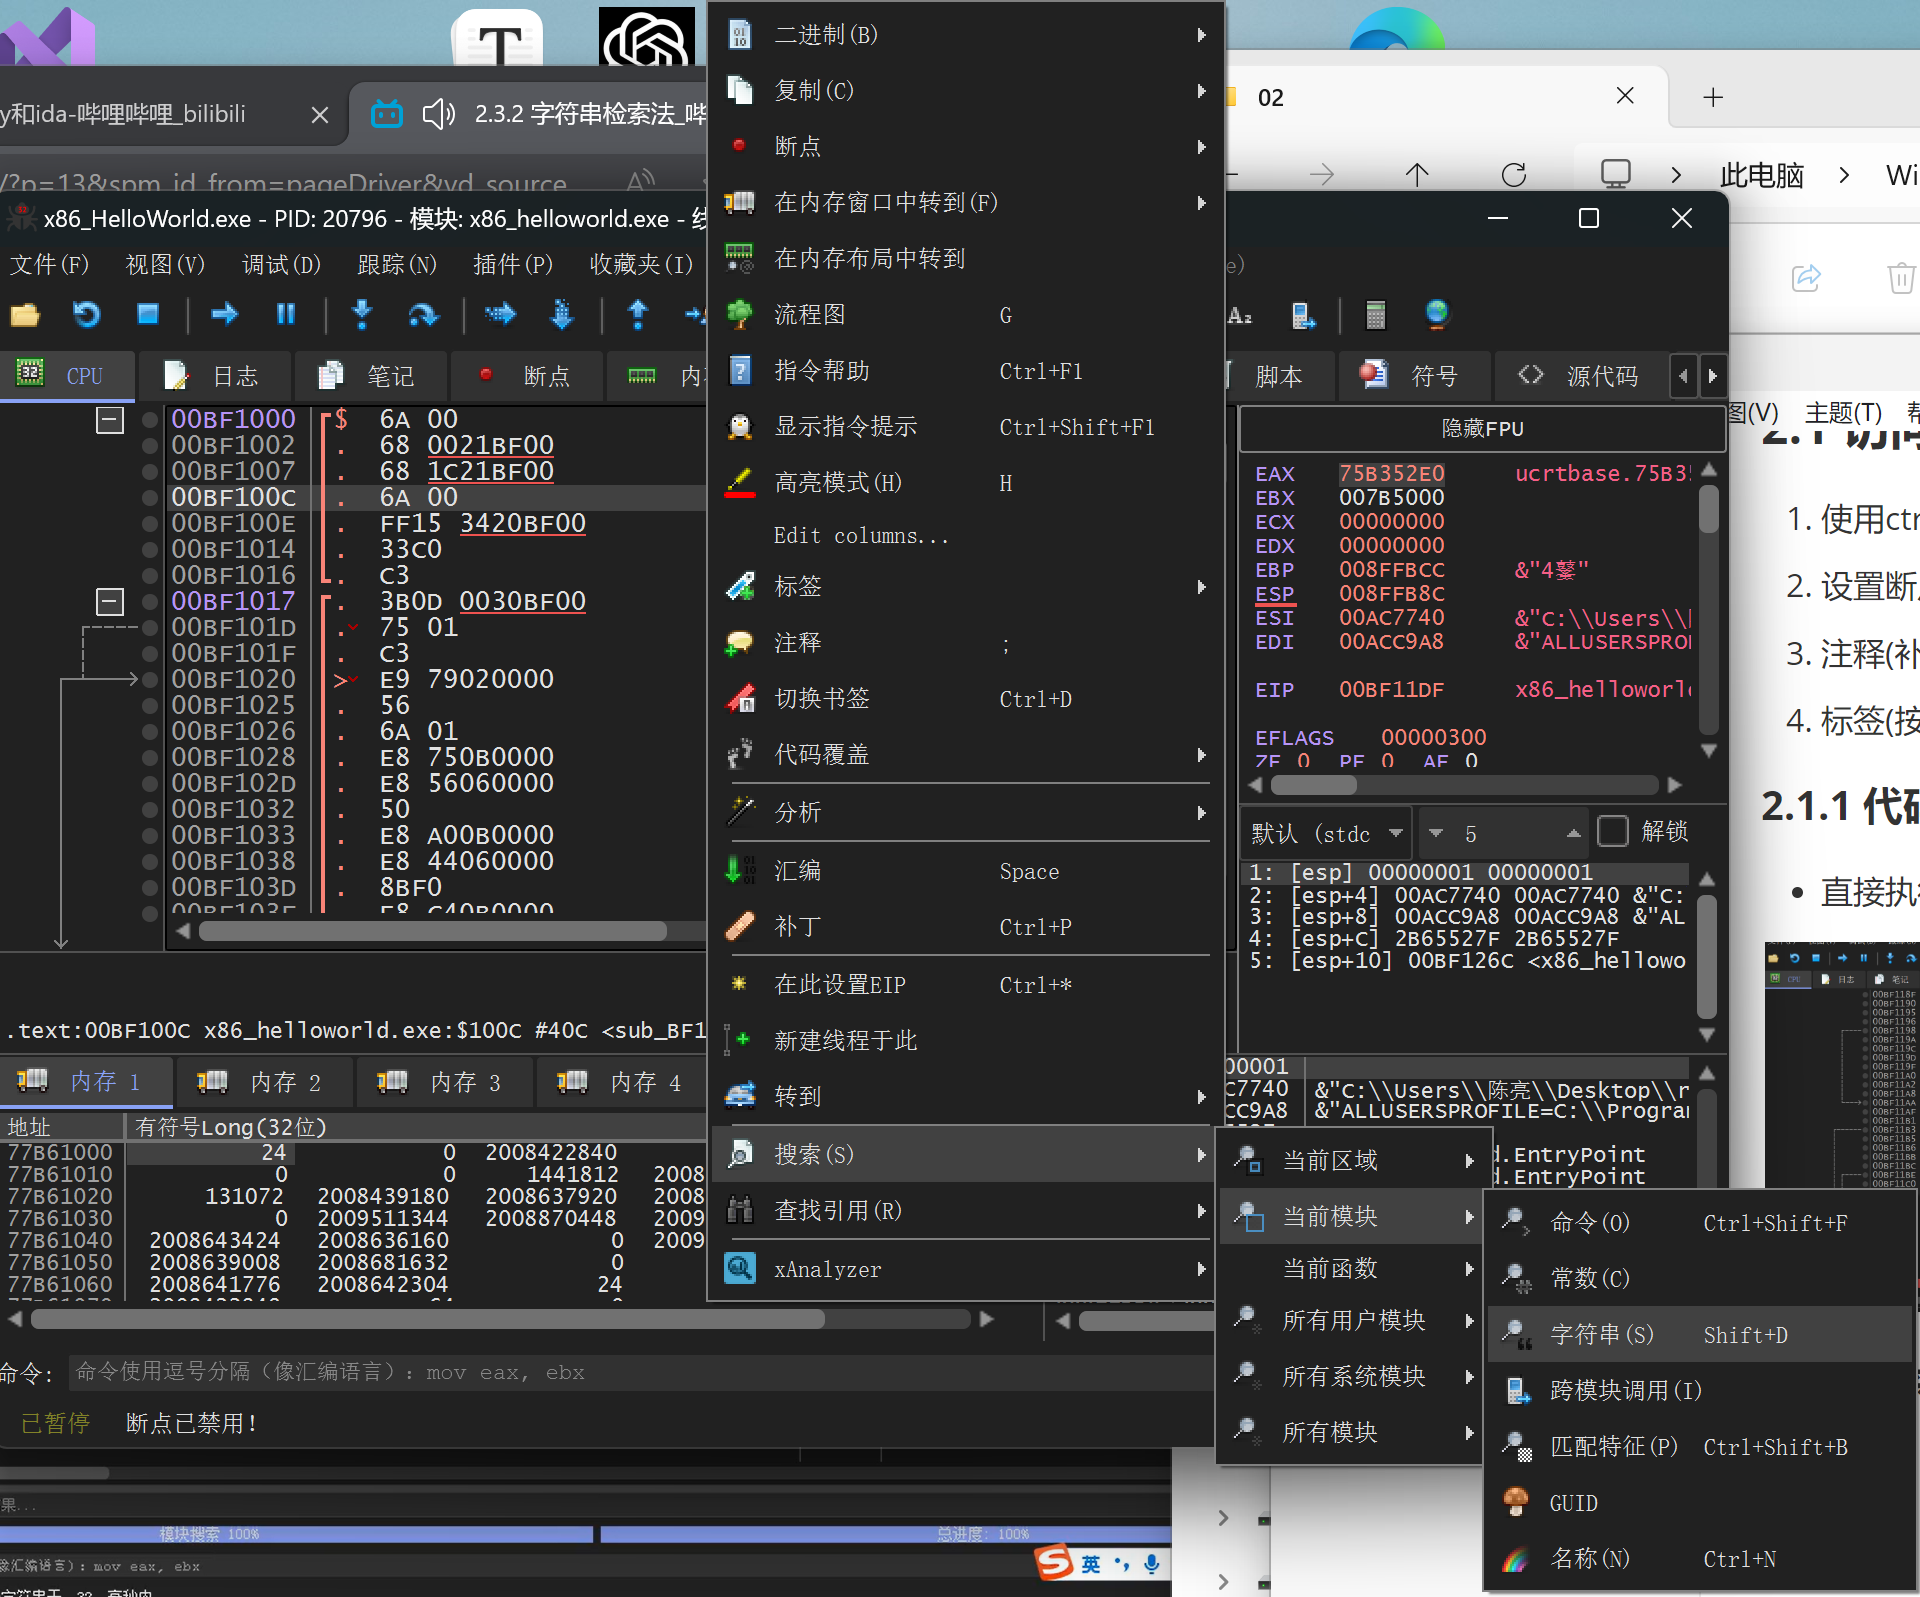 y和ida-哔哩哔哩_bilibili
2.3.2 字符串检索法_哔
02
/?p=13&spm_id_from=pageDriver&vd_source
此电脑
Wi
x86_HelloWorld.exe - PID: 20796 - 模块: x86_helloworld.exe - 线
文件(F) 视图(V) 调试(D) 跟踪(N) 插件(P) 收藏夹(I)
CPU 日志 笔记 断点 脚本 符号 源代码
00BF1000 $ 6A 00
00BF1002 . 68 0021BF00
00BF1007 . 68 1C21BF00
00BF100C . 6A 00
00BF100E . FF15 3420BF00
00BF1014 . 33C0
00BF1016 . C3
00BF1017 . 3B0D 0030BF00
00BF101D . 75 01
00BF101F . C3
00BF1020 > E9 79020000
00BF1025 . 56
00BF1026 . 6A 01
00BF1028 . E8 750B0000
00BF102D . E8 56060000
00BF1032 . 50
00BF1033 . E8 A00B0000
00BF1038 . E8 44060000
00BF103D . 8BF0
00BF103F . E8 C40B0000
.text:00BF100C x86_helloworld.exe:$100C #40C <sub_BF1
内存 1 内存 2 内存 3 内存 4
地址 有符号Long(32位)
77B61000 24 0 2008422840
77B61010 0 0 1441812 2008
77B61020 131072 2008439180 2008637920 2008
77B61030 0 2009511344 2008870448 2009
77B61040 2008643424 2008636160 0 2009
77B61050 2008639008 2008681632 0
77B61060 2008641776 2008642304 24
命令: 命令使用逗号分隔（像汇编语言）: mov eax, ebx
已暂停 断点已禁用!
果...
模块搜索 100% 总进度: 100%
像汇编语言）: mov eax, ebx
二进制(B)
复制(C)
断点
在内存窗口中转到(F)
在内存布局中转到
流程图 G
指令帮助 Ctrl+F1
显示指令提示 Ctrl+Shift+F1
高亮模式(H) H
Edit columns...
标签
注释 ;
切换书签 Ctrl+D
代码覆盖
分析
汇编 Space
补丁 Ctrl+P
在此设置EIP Ctrl+*
新建线程于此
转到
搜索(S)
查找引用(R)
xAnalyzer
当前区域
当前模块
当前函数
所有用户模块
所有系统模块
所有模块
命令(O) Ctrl+Shift+F
常数(C)
字符串(S) Shift+D
跨模块调用(I)
匹配特征(P) Ctrl+Shift+B
GUID
名称(N) Ctrl+N
隐藏FPU
EAX 75B352E0 ucrtbase.75B35
EBX 007B5000
ECX 00000000
EDX 00000000
EBP 008FFBCC
ESP 008FFB8C
ESI 00AC7740 &"C:\\Users\\
EDI 00ACC9A8 &"ALLUSERSPROF
EIP 00BF11DF x86_helloworld
EFLAGS 00000300
ZF 0 PF 0 AF 0
默认 (stdc 5 解锁
1: [esp] 00000001 00000001
2: [esp+4] 00AC7740 00AC7740 &"C:
3: [esp+8] 00ACC9A8 00ACC9A8 &"AL
4: [esp+C] 2B65527F 2B65527F
5: [esp+10] 00BF126C <x86_hellowo
00001
C7740 &"C:\\Users\\陈亮\\Desktop\\r
CC9A8 &"ALLUSERSPROFILE=C:\\Program
d.EntryPoint
d.EntryPoint
英
图(V) 主题(T) 帮
1. 使用ctr
2. 设置断
3. 注释(补
4. 标签(按
2.1.1 代码
• 直接执行